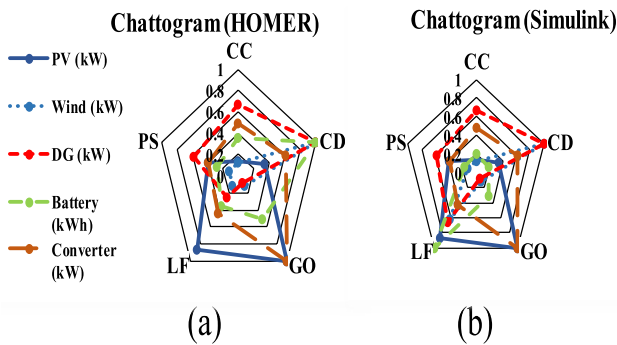 Chattogram (HOMER)
Chattogram (Simulink)
PV (kW)
Wind (kW)
DG (kW)
Battery
(kWh)
Converter
(kW)
CC
1
0.8
0.6
0.4
0.2
0
CD
GO
LF
PS
CC
1
0.8
0.6
0.4
0.2
0
CD
GO
LF
PS
(a)
(b)